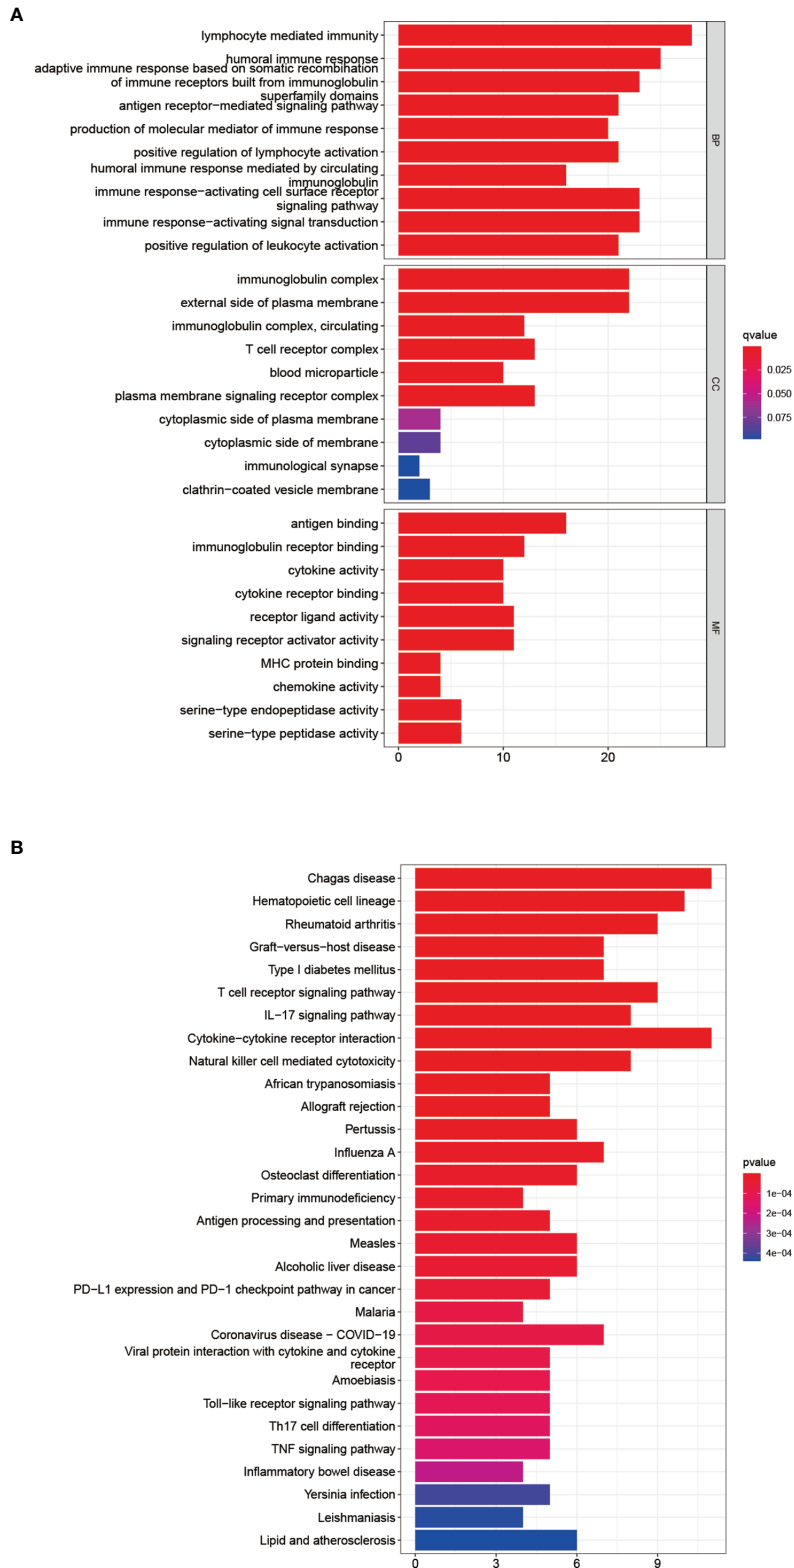 A
lymphocyte mediated immunity
humoral immune response
adaptive immune response based on somatic recombination
of immune receptors built from immunoglobulin
superfamily domains
antigen receptor−mediated signaling pathway
production of molecular mediator of immune response
positive regulation of lymphocyte activation
humoral immune response mediated by circulating
immunoglobulin
immune response−activating cell surface receptor
signaling pathway
immune response−activating signal transduction
positive regulation of leukocyte activation
BP
immunoglobulin complex
external side of plasma membrane
immunoglobulin complex, circulating
T cell receptor complex
blood microparticle
plasma membrane signaling receptor complex
cytoplasmic side of plasma membrane
cytoplasmic side of membrane
immunological synapse
clathrin−coated vesicle membrane
CC
antigen binding
immunoglobulin receptor binding
cytokine activity
cytokine receptor binding
receptor ligand activity
signaling receptor activator activity
MHC protein binding
chemokine activity
serine−type endopeptidase activity
serine−type peptidase activity
MF
0 10 20
qvalue
0.025
0.050
0.075
B
Chagas disease
Hematopoietic cell lineage
Rheumatoid arthritis
Graft−versus−host disease
Type I diabetes mellitus
T cell receptor signaling pathway
IL−17 signaling pathway
Cytokine−cytokine receptor interaction
Natural killer cell mediated cytotoxicity
African trypanosomiasis
Allograft rejection
Pertussis
Influenza A
Osteoclast differentiation
Primary immunodeficiency
Antigen processing and presentation
Measles
Alcoholic liver disease
PD−L1 expression and PD−1 checkpoint pathway in cancer
Malaria
Coronavirus disease − COVID−19
Viral protein interaction with cytokine and cytokine
receptor
Amoebiasis
Toll−like receptor signaling pathway
Th17 cell differentiation
TNF signaling pathway
Inflammatory bowel disease
Yersinia infection
Leishmaniasis
Lipid and atherosclerosis
0 3 6 9
pvalue
1e−04
2e−04
3e−04
4e−04